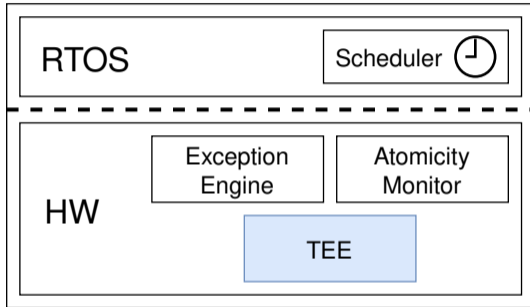 RTOS
Scheduler
Exception
Engine
Atomicity
Monitor
HW
TEE